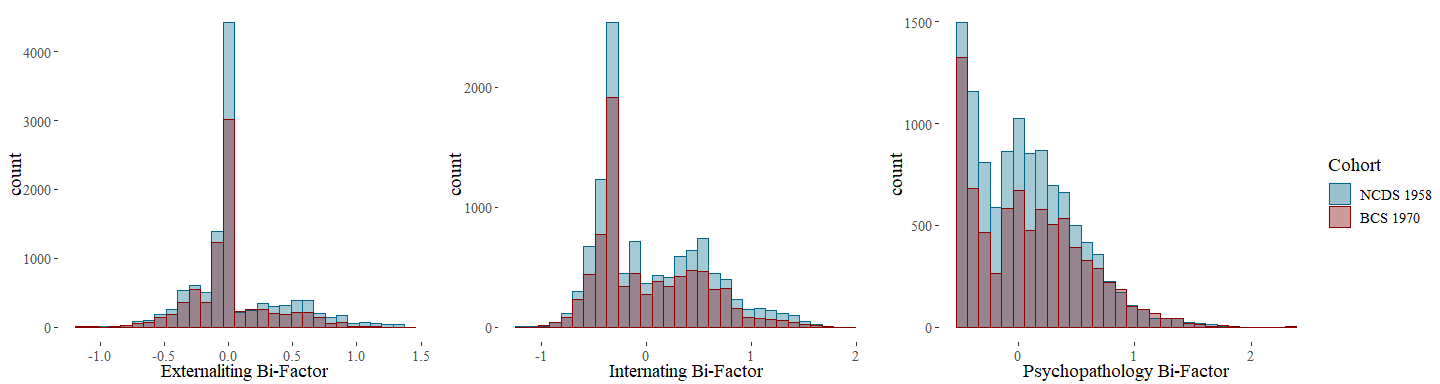 count
4000
3000
2000
1000
0
-1.0
-0.5
0.0
0.5
1.0
1.5
Externaliting Bi-Factor
count
2000
1000
0
-1
0
1
2
Internating Bi-Factor
count
1500
1000
500
0
0
1
2
Psychopathology Bi-Factor
Cohort
NCDS 1958
BCS 1970